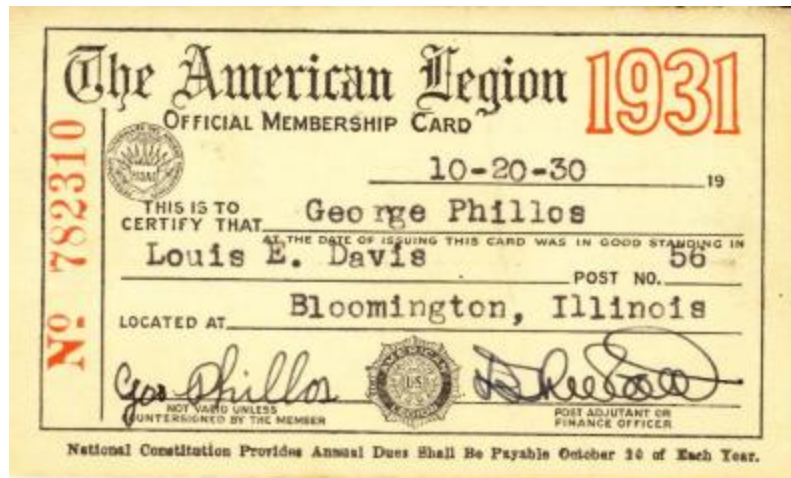 The American Legion 1931
OFFICIAL MEMBERSHIP CARD
No. 782310
10-20-30 19
THIS IS TO
CERTIFY THAT George Phillos
AT THE DATE OF ISSUING THIS CARD WAS IN GOOD STANDING IN
Louis E. Davis POST NO. 56
LOCATED AT Bloomington, Illinois
Geo Phillos
AMERICAN
U.S.
LEGION
NOT VALID UNLESS
COUNTERSIGNED BY THE MEMBER
POST ADJUTANT OR
FINANCE OFFICER
National Constitution Provides Annual Dues Shall Be Payable October 20 of Each Year.